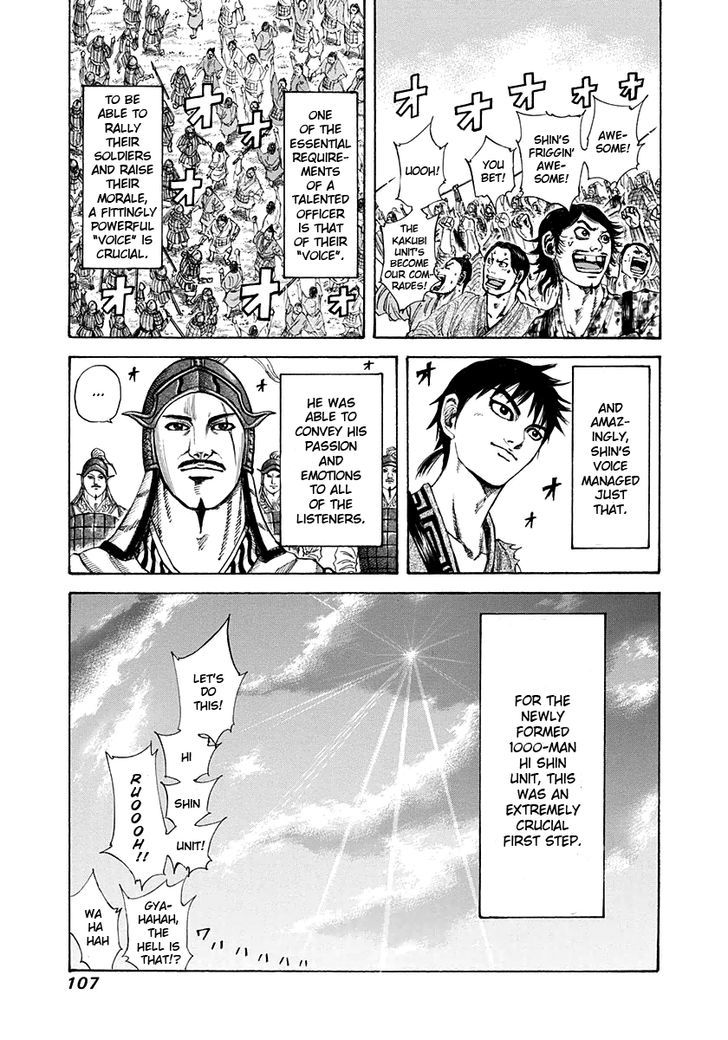 AWE-
SOME!
SHIN'S
FRIGGIN'
AWE-
SOME!
YOU
BET!
UOOH!
THE
KAKUBI
UNIT'S
BECOME
OUR COM-
RADES!
オ
オ
オ
オ
オ
ONE
OF THE
ESSENTIAL
REQUIRE-
MENTS
OF A
TALENTED
OFFICER
IS THAT
OF THEIR
"VOICE".
TO BE
ABLE TO
RALLY
THEIR
SOLDIERS
AND RAISE
THEIR
MORALE,
A FITTINGLY
POWERFUL
"VOICE" IS
CRUCIAL.
オ
オ
オ
オ
オ
AND
AMAZ-
INGLY,
SHIN'S
VOICE
MANAGED
JUST
THAT.
オ
オ
オ
HE WAS
ABLE TO
CONVEY HIS
PASSION
AND
EMOTIONS
TO ALL
OF THE
LISTENERS.
...
オ
オ
オ
FOR THE
NEWLY
FORMED
1000-MAN
HI SHIN
UNIT, THIS
WAS AN
EXTREMELY
CRUCIAL
FIRST STEP.
LET'S
DO
THIS!
HI
SHIN
UNIT!
RUOOOH!!
GYA-
HAHAH,
THE
HELL IS
THAT!?
WA
HA
HAH
ワハハハハ
107